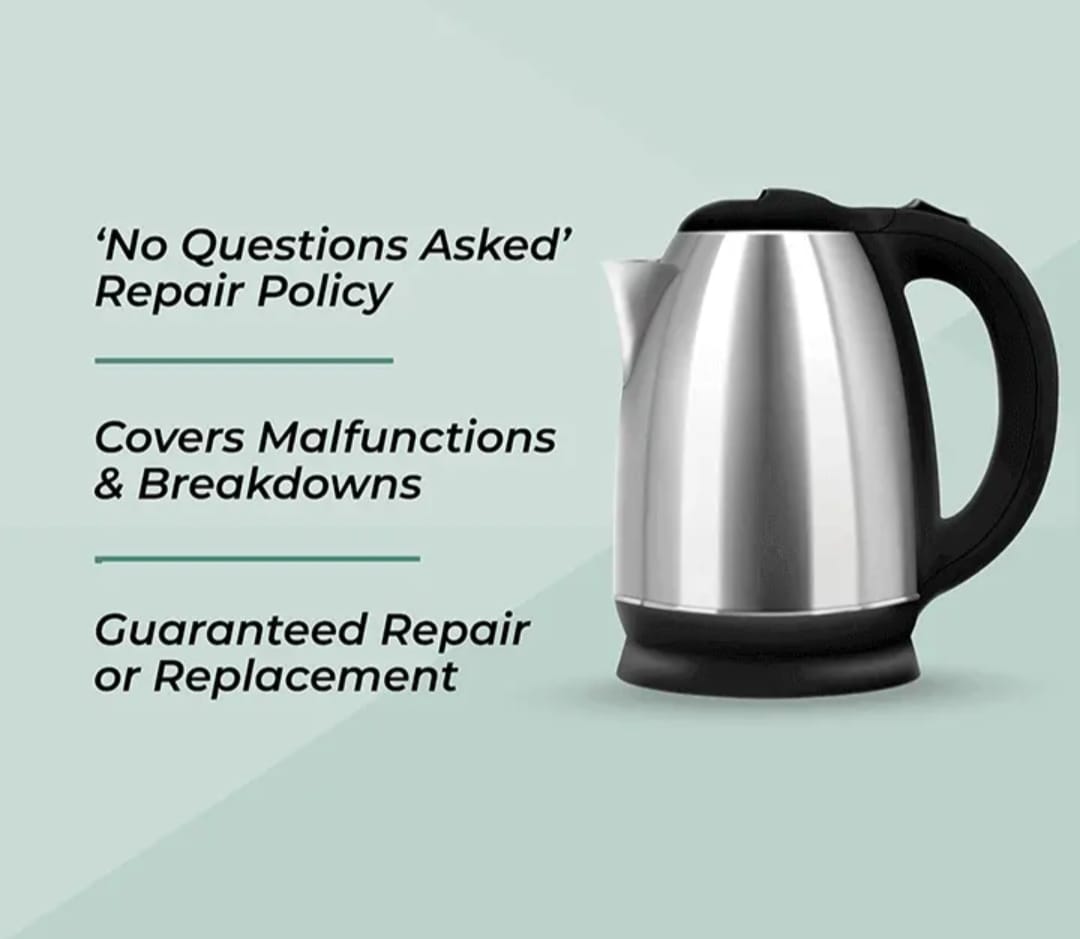 ‘No Questions Asked’
Repair Policy
Covers Malfunctions
& Breakdowns
Guaranteed Repair
or Replacement